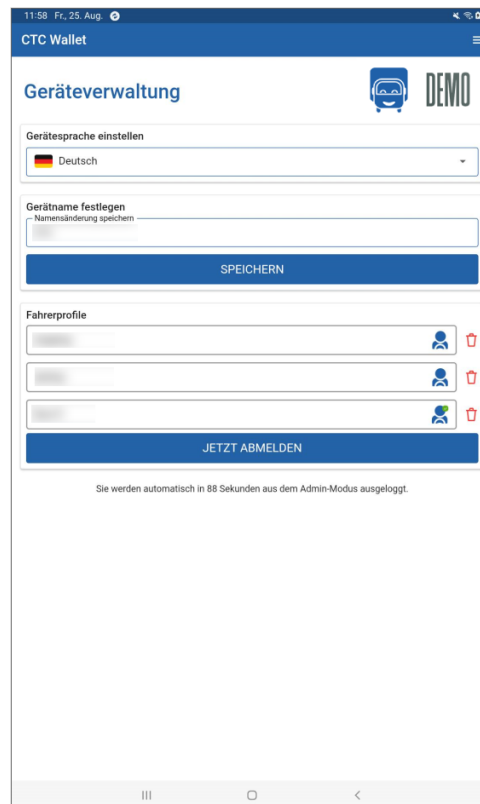 11:58 Fr., 25. Aug.
CTC Wallet
Geräteverwaltung
DEMO
Gerätesprache einstellen
Deutsch
Gerätname festlegen
Namensänderung speichern
SPEICHERN
Fahrerprofile
JETZT ABMELDEN
Sie werden automatisch in 88 Sekunden aus dem Admin-Modus ausgeloggt.